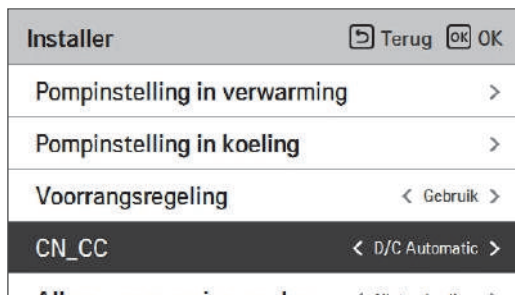 Installer Terug OK OK
Pompinstelling in verwarming >
Pompinstelling in koeling >
Voorrangsregeling < Gebruik >
CN_CC < D/C Automatic >